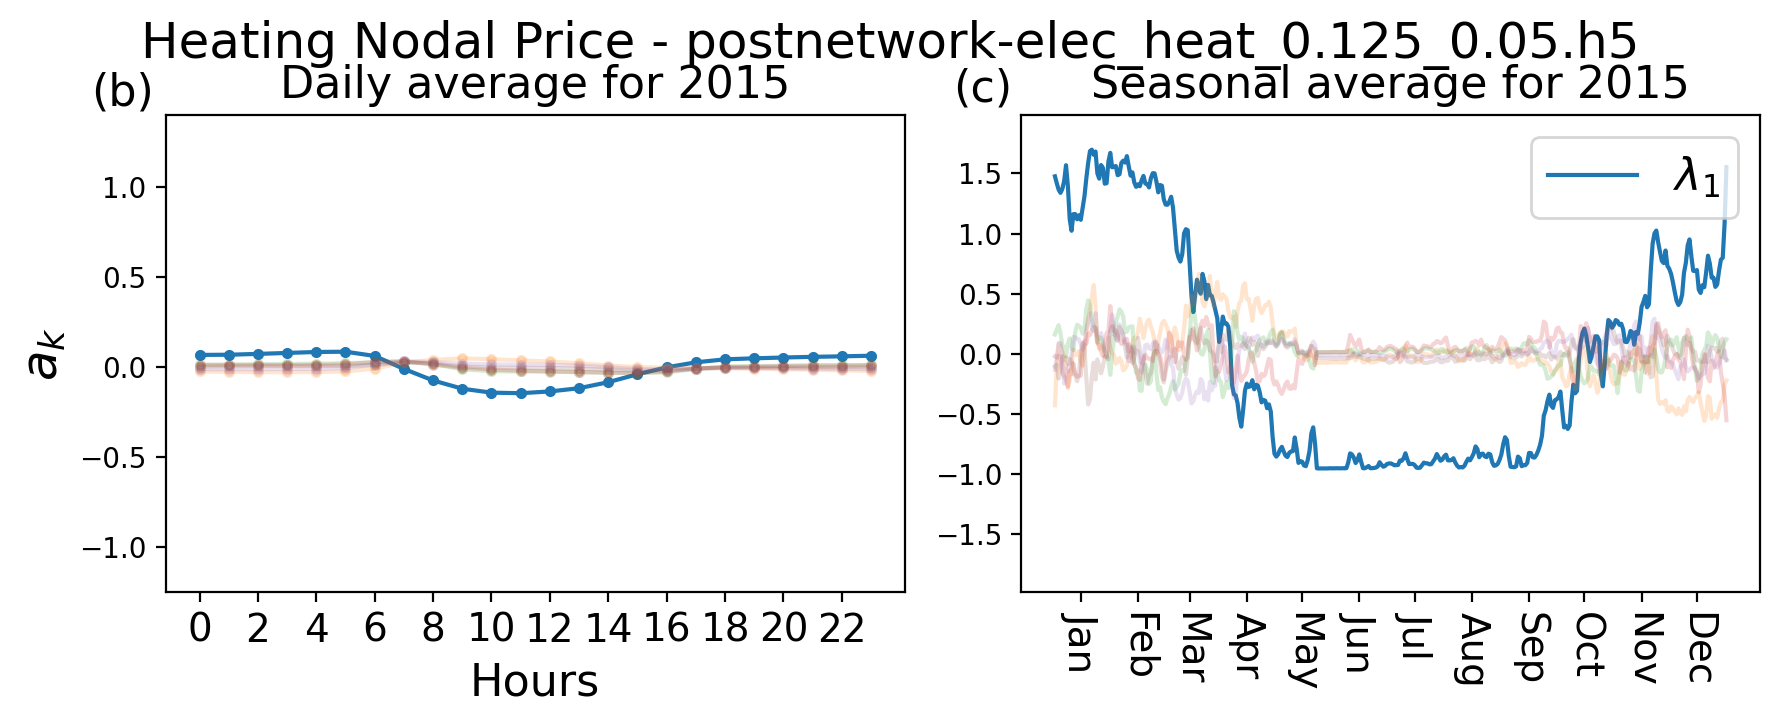 Heating Nodal Price - postnetwork-elec_heat_0.125_0.05.h5
(b) Daily average for 2015
1.0
0.5
0.0
−0.5
−1.0
a_k
0 2 4 6 8 10 12 14 16 18 20 22
Hours
(c) Seasonal average for 2015
λ₁
1.5
1.0
0.5
0.0
−0.5
−1.0
−1.5
Jan Feb Mar Apr May Jun Jul Aug Sep Oct Nov Dec